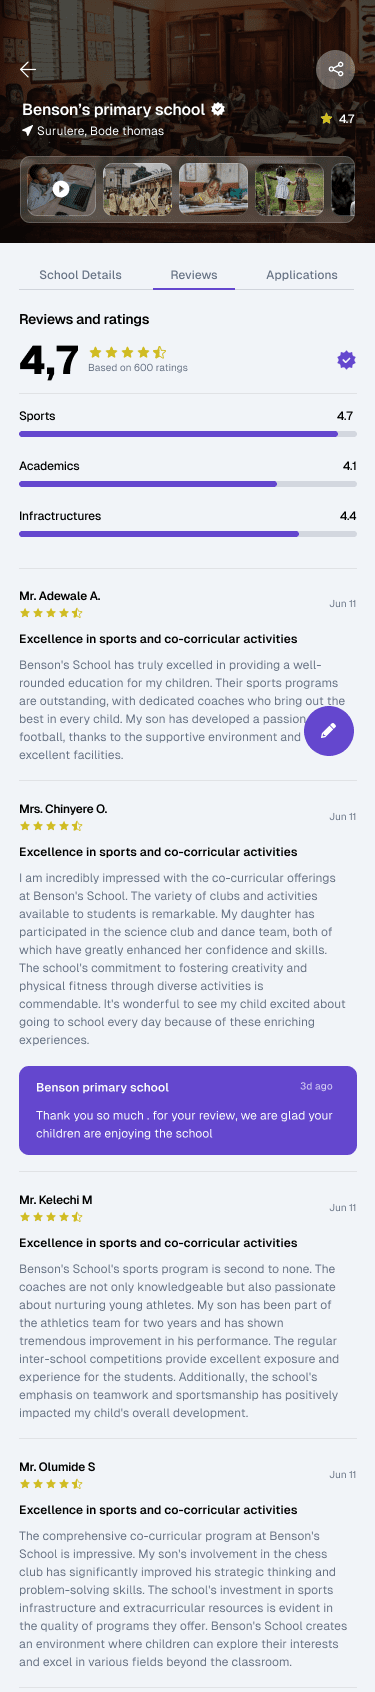 Benson's primary school
Surulere, Bode thomas
4.7
School Details
Reviews
Applications
Reviews and ratings
4,7
Based on 600 ratings
Sports
4.7
Academics
4.1
Infractructures
4.4
Mr. Adewale A.
Jun 11
Excellence in sports and co-corricular activities
Benson's School has truly excelled in providing a well-
rounded education for my children. Their sports programs
are outstanding, with dedicated coaches who bring out the
best in every child. My son has developed a passion
football, thanks to the supportive environment and
excellent facilities.
Mrs. Chinyere O.
Jun 11
Excellence in sports and co-corricular activities
I am incredibly impressed with the co-curricular offerings
at Benson's School. The variety of clubs and activities
available to students is remarkable. My daughter has
participated in the science club and dance team, both of
which have greatly enhanced her confidence and skills.
The school's commitment to fostering creativity and
physical fitness through diverse activities is
commendable. It's wonderful to see my child excited about
going to school every day because of these enriching
experiences.
Benson primary school
3d ago
Thank you so much . for your review, we are glad your
children are enjoying the school
Mr. Kelechi M
Jun 11
Excellence in sports and co-corricular activities
Benson's School's sports program is second to none. The
coaches are not only knowledgeable but also passionate
about nurturing young athletes. My son has been part of
the athletics team for two years and has shown
tremendous improvement in his performance. The regular
inter-school competitions provide excellent exposure and
experience for the students. Additionally, the school's
emphasis on teamwork and sportsmanship has positively
impacted my child's overall development.
Mr. Olumide S
Jun 11
Excellence in sports and co-corricular activities
The comprehensive co-curricular program at Benson's
School is impressive. My son's involvement in the chess
club has significantly improved his strategic thinking and
problem-solving skills. The school's investment in sports
infrastructure and extracurricular resources is evident in
the quality of programs they offer. Benson's School creates
an environment where children can explore their interests
and excel in various fields beyond the classroom.